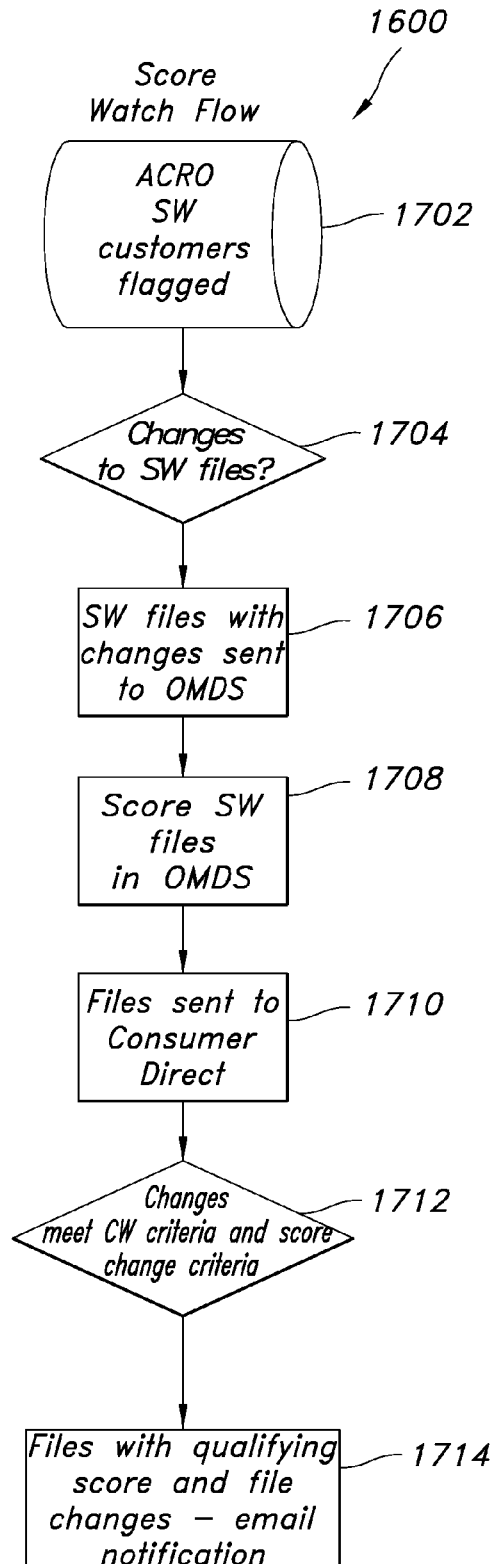 1600
Score
Watch Flow
ACRO
SW
customers
flagged
1702
Changes
to SW files?
1704
SW files with
changes sent
to OMDS
1706
Score SW
files
in OMDS
1708
Files sent to
Consumer
Direct
1710
Changes
meet CW criteria and score
change criteria
1712
Files with qualifying
score and file
changes – email
notification
1714